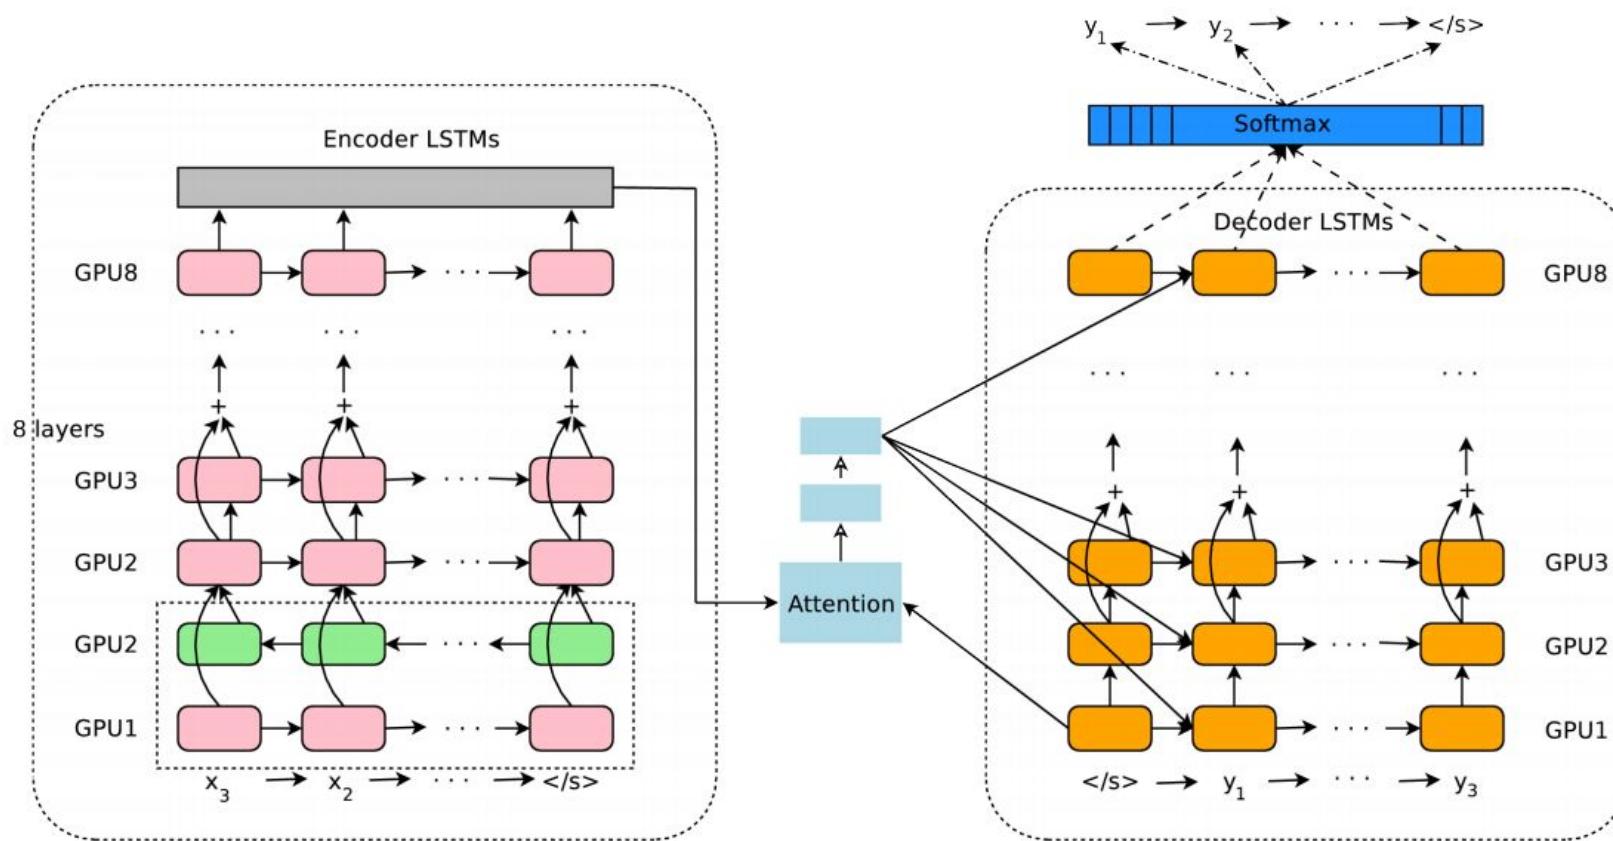 y1 y2 ... </s>
Softmax
Encoder LSTMs
Decoder LSTMs
GPU8 ...
... GPU8
... ... ...
... ... ...
+ + +
8 layers
GPU3 ...
+ + +
GPU2 ...
... GPU3
Attention
GPU2 ...
... GPU2
GPU1 ...
... GPU1
x3 x2 ... </s>
</s> y1 ... y3